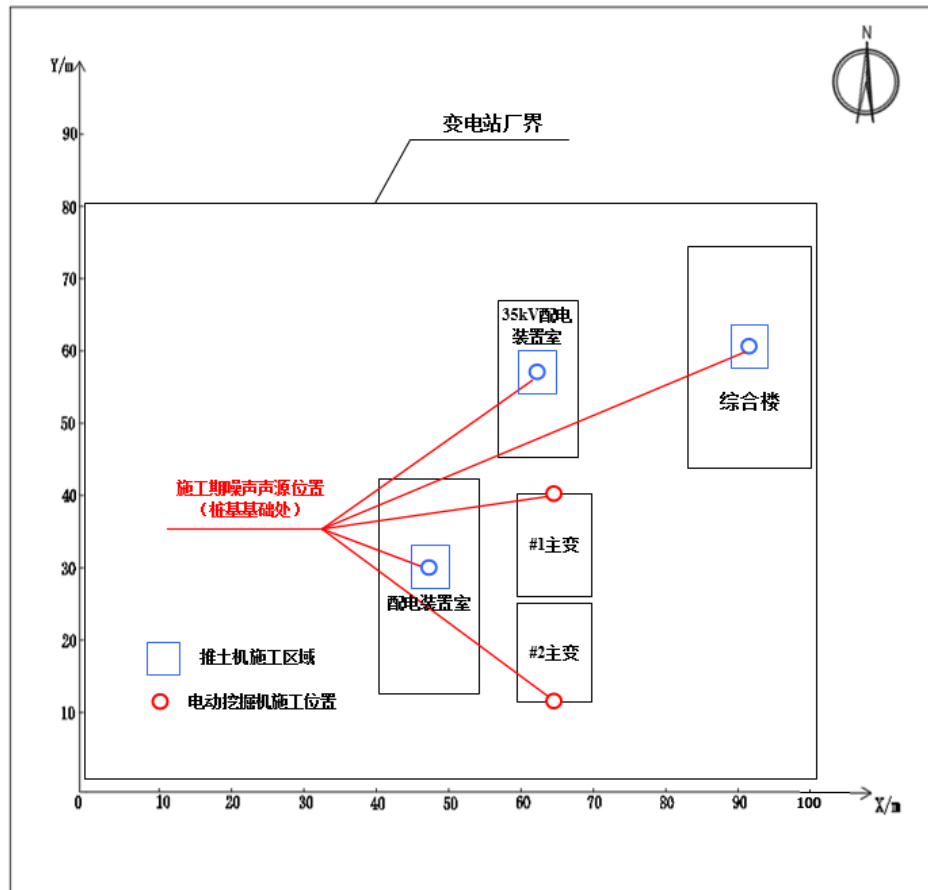 N
Y/m
变电站厂界
90
80
70
60
50
40
30
20
10
35kV配电
装置室
综合楼
施工期噪声声源位置
（桩基基础处）
#1主变
配电装置室
#2主变
推土机施工区域
电动挖掘机施工位置
0
10
20
30
40
50
60
70
80
90
100
X/m